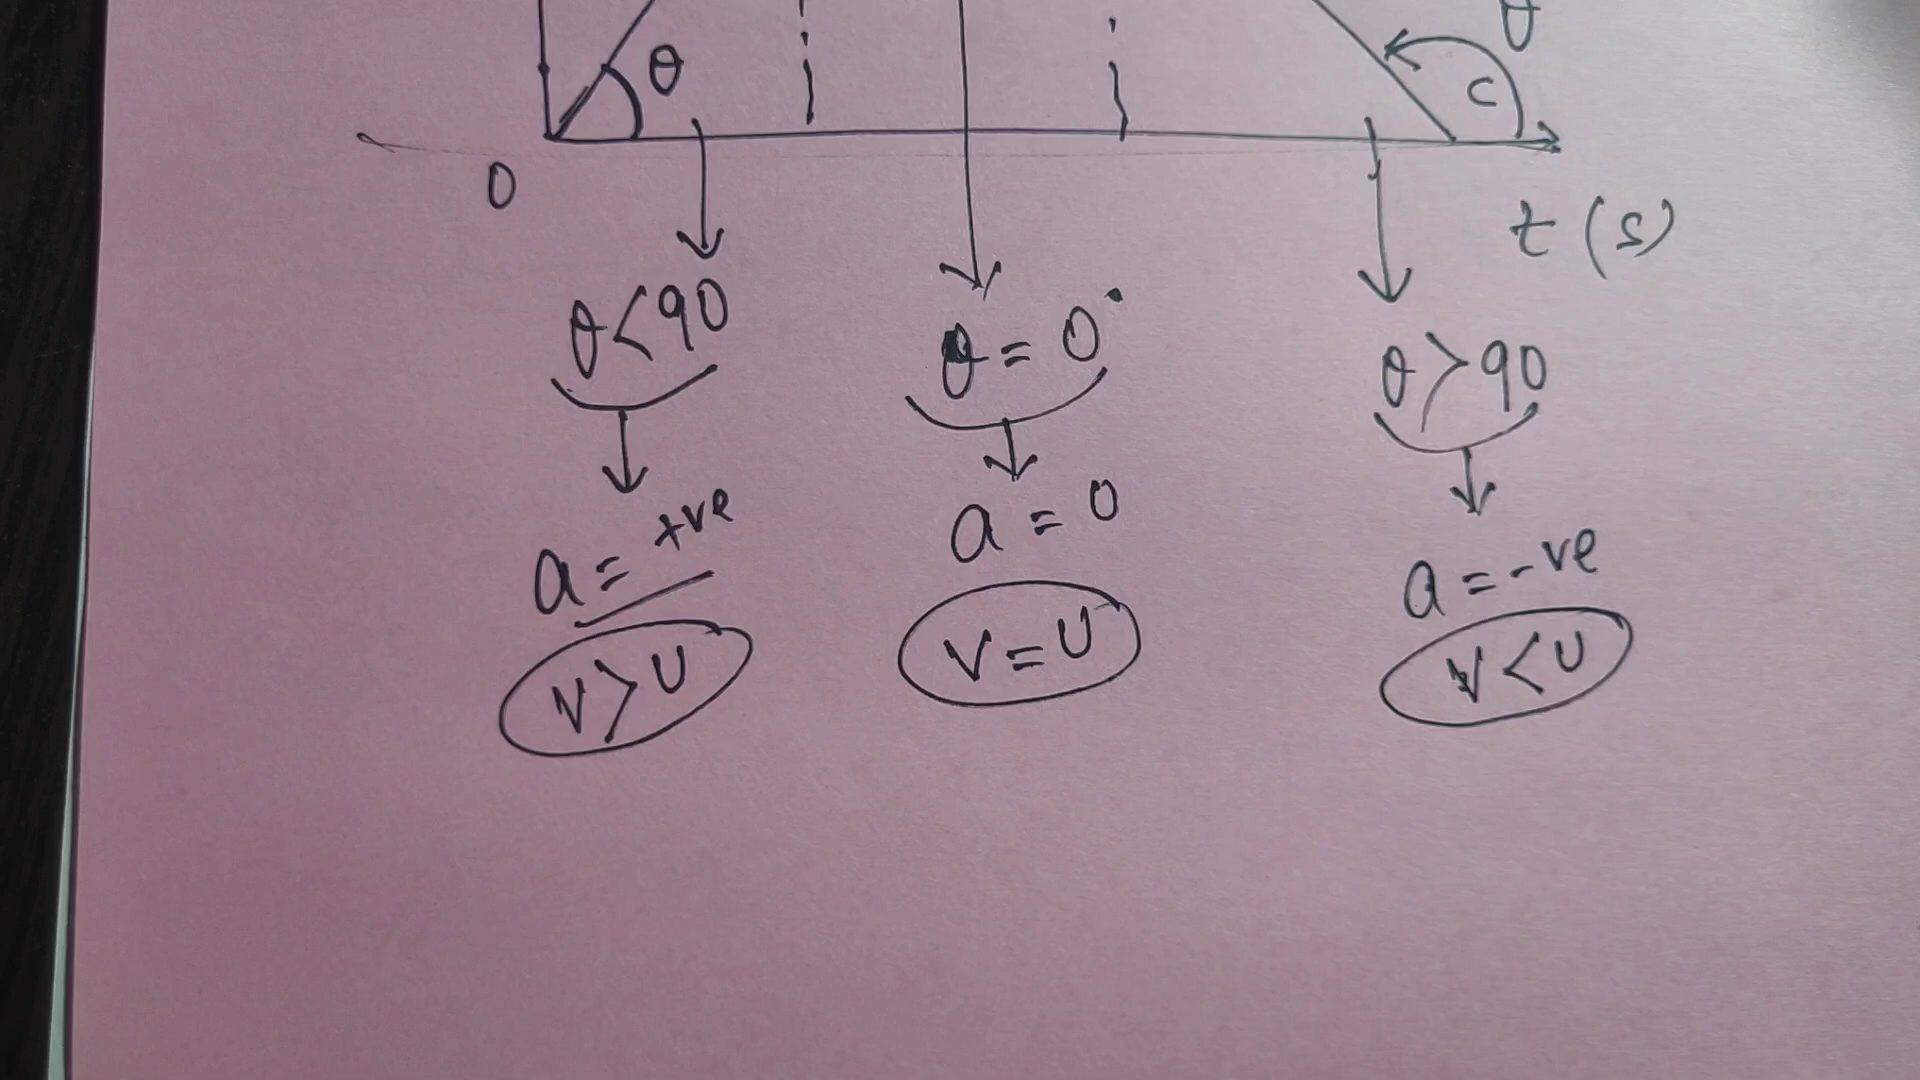 θ
θ
C
0
t (s)
θ<90
θ = 0°
θ>90
a = +ve
a = 0
a = -ve
V>U
V=U
V<U